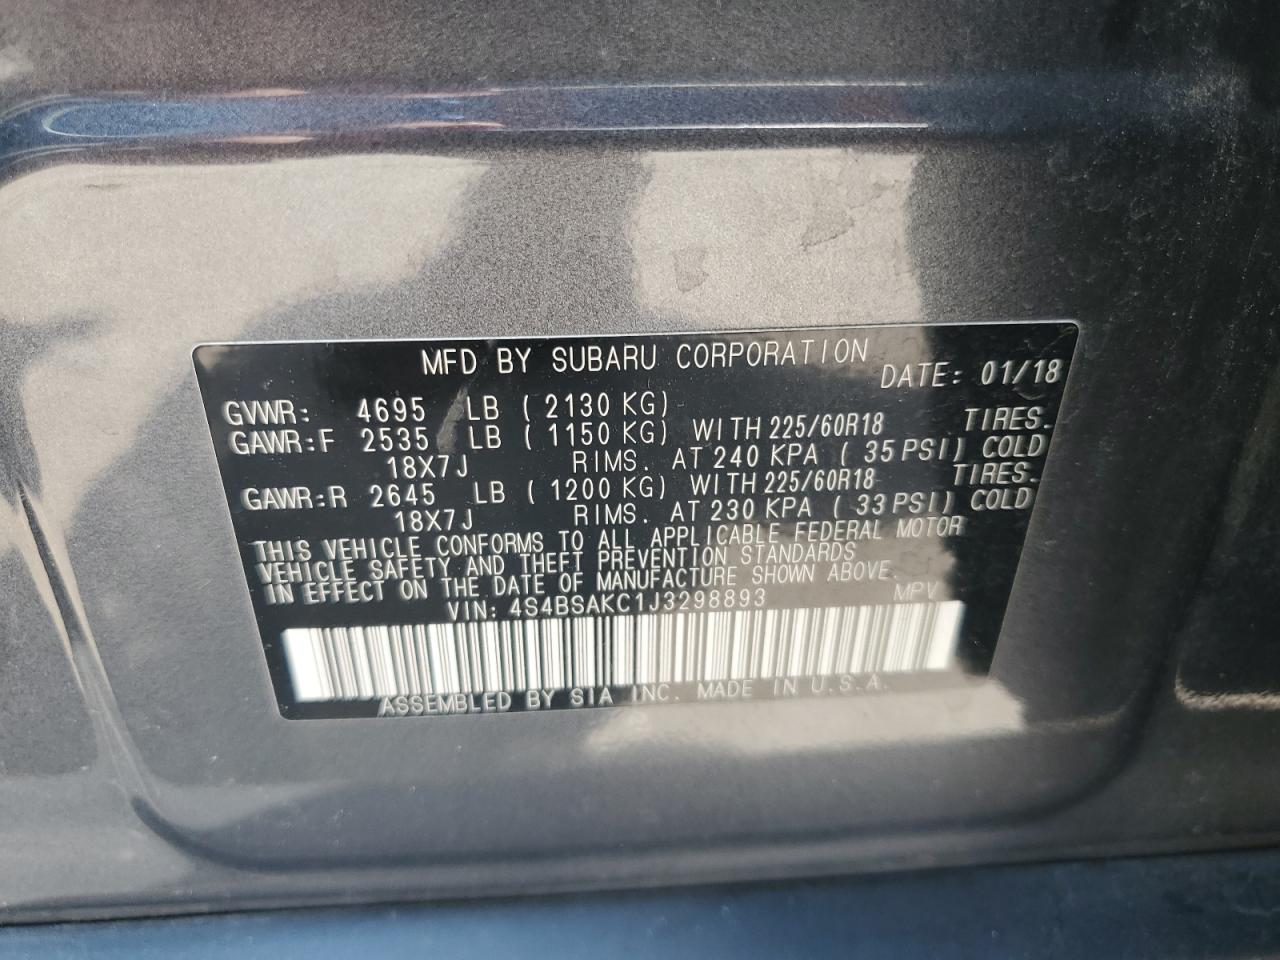 MFD BY SUBARU CORPORATION
DATE: 01/18
GVWR: 4695 LB ( 2130 KG)
GAWR:F 2535 LB ( 1150 KG) WITH 225/60R18 TIRES.
18X7J RIMS. AT 240 KPA ( 35 PSI) COLD
GAWR:R 2645 LB ( 1200 KG) WITH 225/60R18 TIRES.
18X7J RIMS. AT 230 KPA ( 33 PSI) COLD
THIS VEHICLE CONFORMS TO ALL APPLICABLE FEDERAL MOTOR
VEHICLE SAFETY AND THEFT PREVENTION STANDARDS
IN EFFECT ON THE DATE OF MANUFACTURE SHOWN ABOVE.
VIN: 4S4BSAKC1J3298893 MPV
ASSEMBLED BY SIA INC. MADE IN U.S.A.